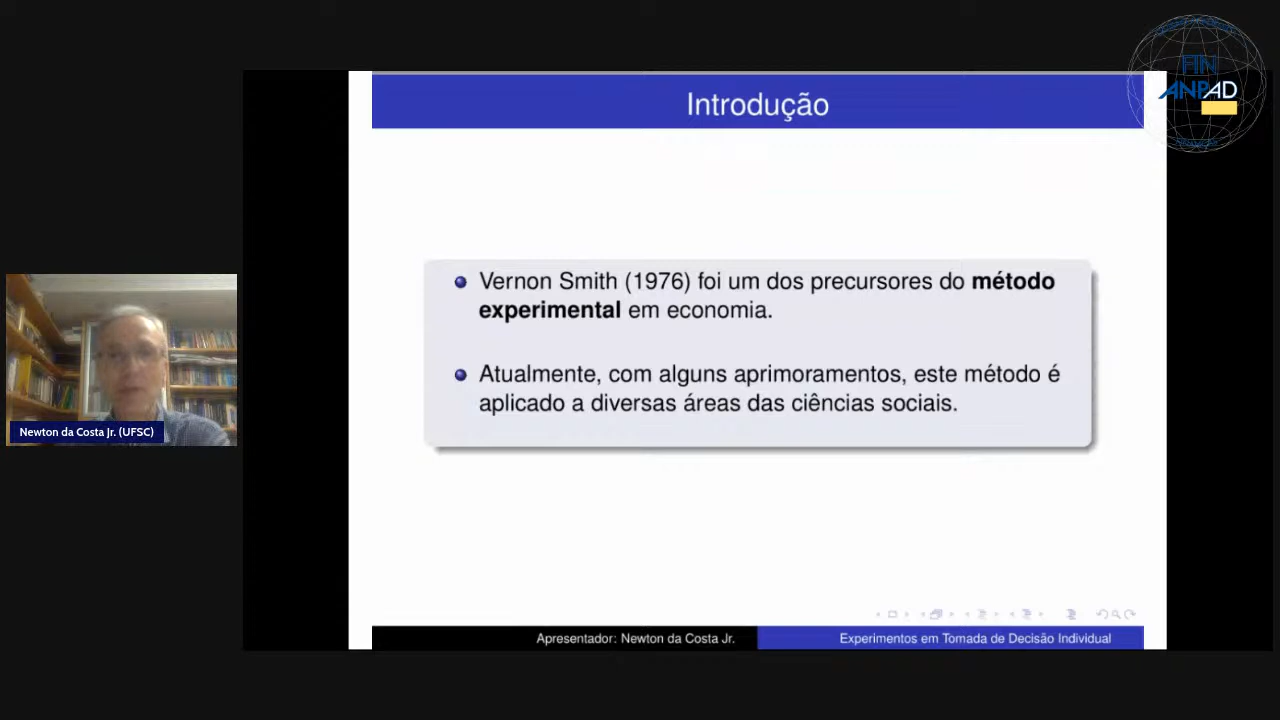 Introdução
FIN
ANPAD
Vernon Smith (1976) foi um dos precursores do método
experimental em economia.
Atualmente, com alguns aprimoramentos, este método é
aplicado a diversas áreas das ciências sociais.
Newton da Costa Jr. (UFSC)
Apresentador: Newton da Costa Jr.
Experimentos em Tomada de Decisão Individual